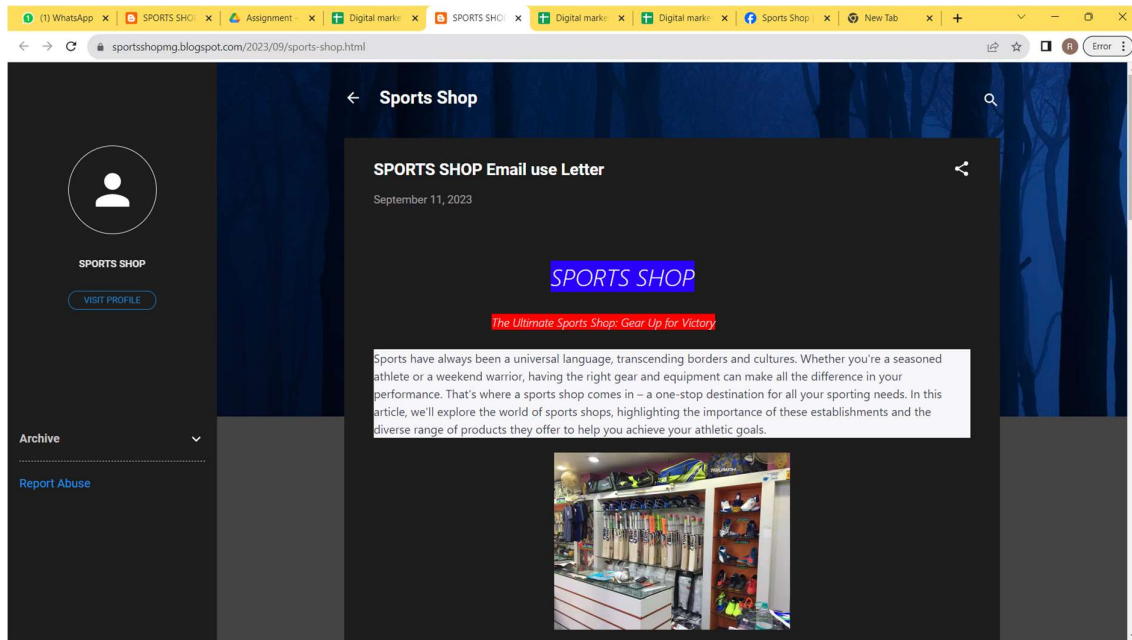 (1) WhatsApp
SPORTS SHO
Assignment -
Digital marke
SPORTS SHO
Digital marke
Digital marke
Sports Shop
New Tab
sportsshopmg.blogspot.com/2023/09/sports-shop.html
R
Error
Sports Shop
SPORTS SHOP Email use Letter
September 11, 2023
SPORTS SHOP
VISIT PROFILE
Archive
Report Abuse
SPORTS SHOP
The Ultimate Sports Shop: Gear Up for Victory
Sports have always been a universal language, transcending borders and cultures. Whether you're a seasoned
athlete or a weekend warrior, having the right gear and equipment can make all the difference in your
performance. That's where a sports shop comes in – a one-stop destination for all your sporting needs. In this
article, we'll explore the world of sports shops, highlighting the importance of these establishments and the
diverse range of products they offer to help you achieve your athletic goals.